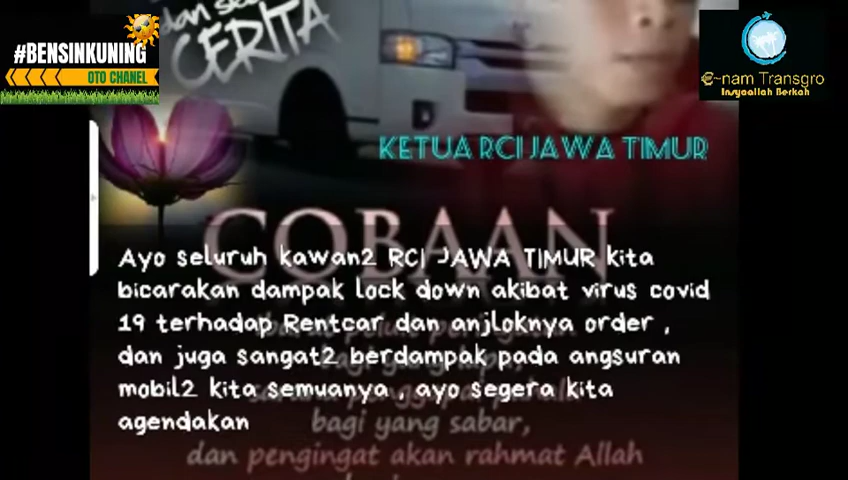 #BENSINKUNING
OTO CHANEL
dan
CERITA
e-nam Transgro
Insyaallah Berkah
KETUA RCI JAWA TIMUR
COBAAN
Ayo seluruh kawan2 RCI JAWA TIMUR kita
bicarakan dampak lock down akibat virus covid
19 terhadap Rentcar dan anjloknya order ,
dan juga sangat2 berdampak pada angsuran
mobil2 kita semuanya , ayo segera kita
agendakan
bagi yang sabar,
dan pengingat akan rahmat Allah